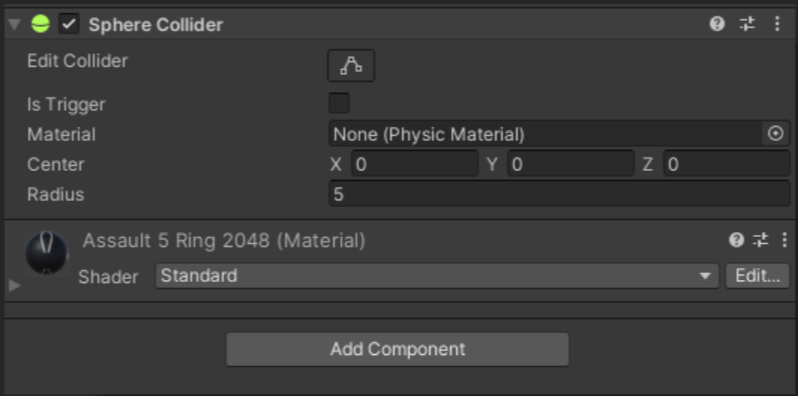 Sphere Collider
Edit Collider
Is Trigger
Material None (Physic Material)
Center X 0 Y 0 Z 0
Radius 5
Assault 5 Ring 2048 (Material)
Shader Standard Edit...
Add Component